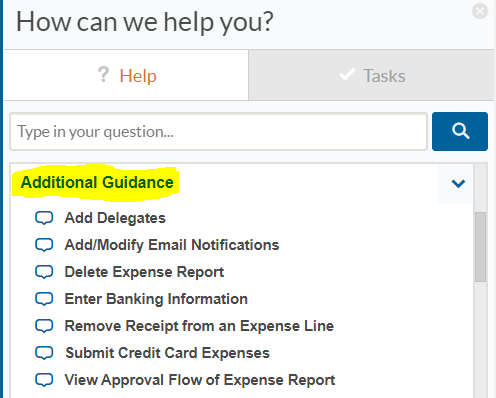 How can we help you?
? Help
Tasks
Type in your question...
Additional Guidance
Add Delegates
Add/Modify Email Notifications
Delete Expense Report
Enter Banking Information
Remove Receipt from an Expense Line
Submit Credit Card Expenses
View Approval Flow of Expense Report